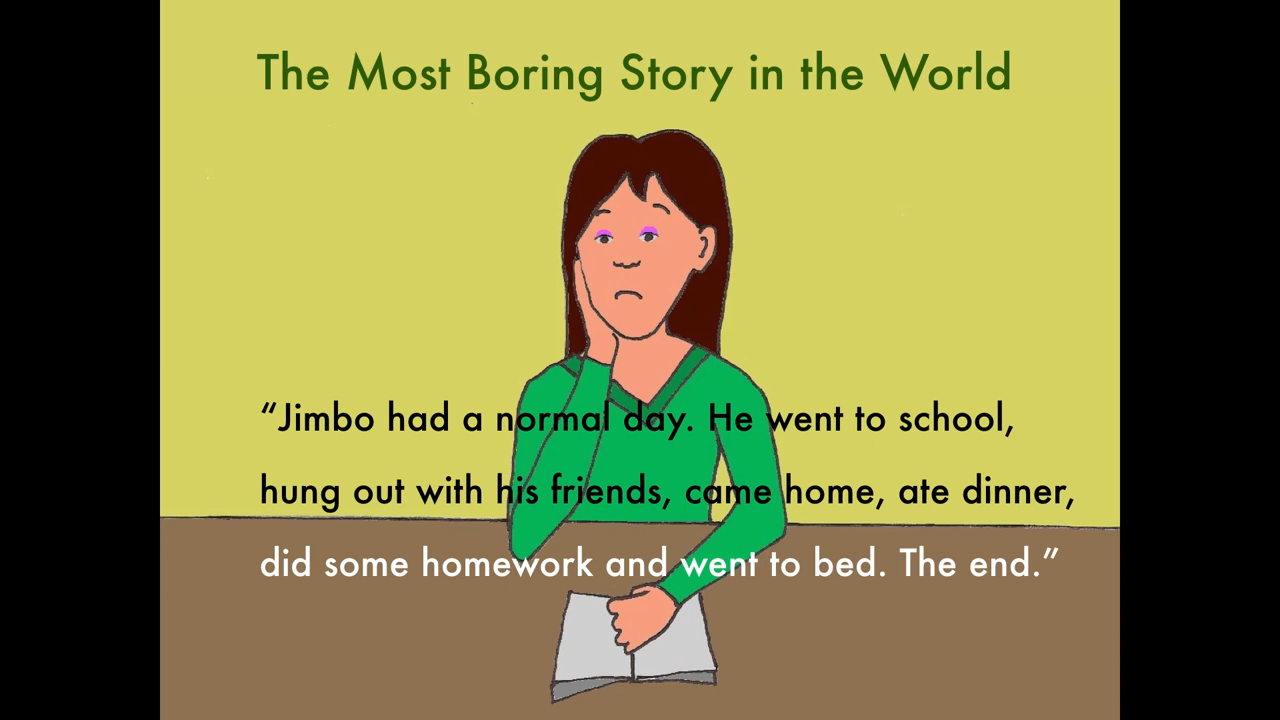 The Most Boring Story in the World
“Jimbo had a normal day. He went to school,
hung out with his friends, came home, ate dinner,
did some homework and went to bed. The end.”